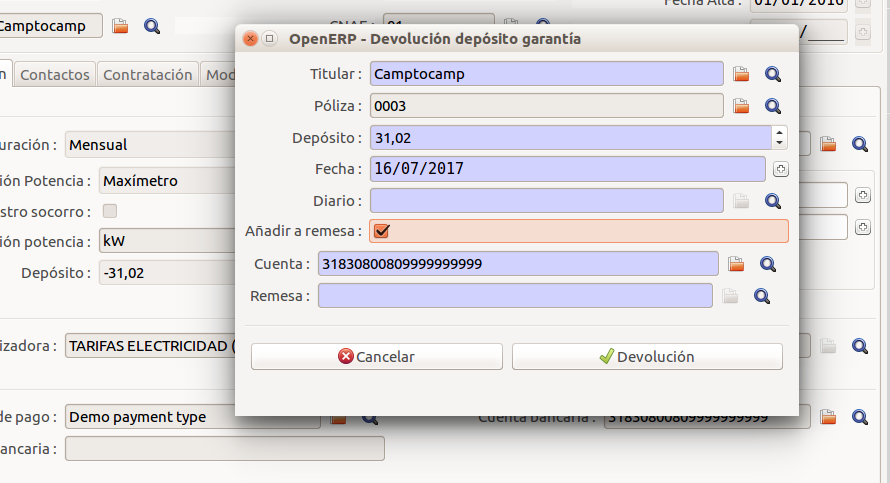 Fecha Alta : 01/01/2016
Camptocamp
CNAE : 01
OpenERP - Devolución depósito garantía
Contactos Contratación Mod
Titular : Camptocamp
Póliza : 0003
Depósito : 31,02
Fecha : 16/07/2017
Diario :
Añadir a remesa :
Cuenta : 31830800809999999999
Remesa :
Cancelar Devolución
uración : Mensual
ión Potencia : Maxímetro
stro socorro :
ión potencia : kW
Depósito : -31,02
izadora : TARIFAS ELECTRICIDAD (
de pago : Demo payment type
Cuenta bancaria : 31830800809999999999
ancaria :